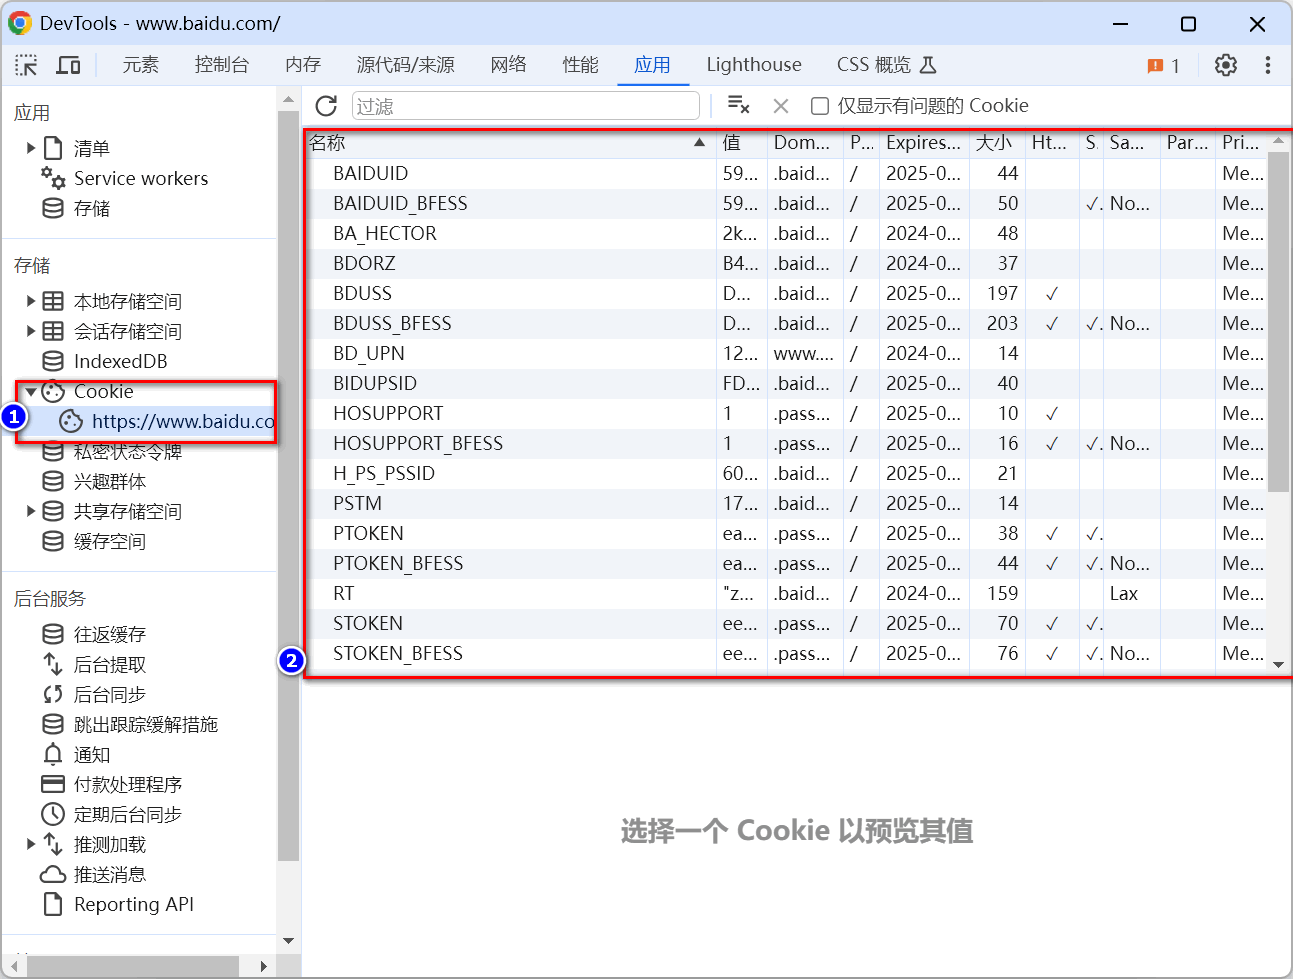 DevTools - www.baidu.com/
元素 控制台 内存 源代码/来源 网络 性能 应用 Lighthouse CSS 概览 1
应用
清单
Service workers
存储
存储
本地存储空间
会话存储空间
IndexedDB
Cookie
1
https://www.baidu.co
私密状态令牌
兴趣群体
共享存储空间
缓存空间
后台服务
往返缓存
后台提取
后台同步
跳出跟踪缓解措施
通知
付款处理程序
定期后台同步
推测加载
推送消息
Reporting API
过滤 仅显示有问题的 Cookie
名称 值 Dom... P... Expires... 大小 Ht... S. Sa... Par... Pri...
BAIDUID 59... .baid... / 2025-0... 44 Me...
BAIDUID_BFESS 59... .baid... / 2025-0... 50 ✓. No... Me...
BA_HECTOR 2k... .baid... / 2024-0... 48 Me...
BDORZ B4... .baid... / 2024-0... 37 Me...
BDUSS D... .baid... / 2025-0... 197 ✓ Me...
BDUSS_BFESS D... .baid... / 2025-0... 203 ✓ ✓. No... Me...
BD_UPN 12... www.... / 2024-0... 14 Me...
BIDUPSID FD... .baid... / 2025-0... 40 Me...
HOSUPPORT 1 .pass... / 2025-0... 10 ✓ Me...
HOSUPPORT_BFESS 1 .pass... / 2025-0... 16 ✓ ✓. No... Me...
H_PS_PSSID 60... .baid... / 2025-0... 21 Me...
PSTM 17... .baid... / 2025-0... 14 Me...
PTOKEN ea... .pass... / 2025-0... 38 ✓ ✓. Me...
PTOKEN_BFESS ea... .pass... / 2025-0... 44 ✓ ✓. No... Me...
RT "z... .baid... / 2024-0... 159 Lax Me...
STOKEN ee... .pass... / 2025-0... 70 ✓ ✓. Me...
STOKEN_BFESS ee... .pass... / 2025-0... 76 ✓ ✓. No... Me...
2
选择一个 Cookie 以预览其值